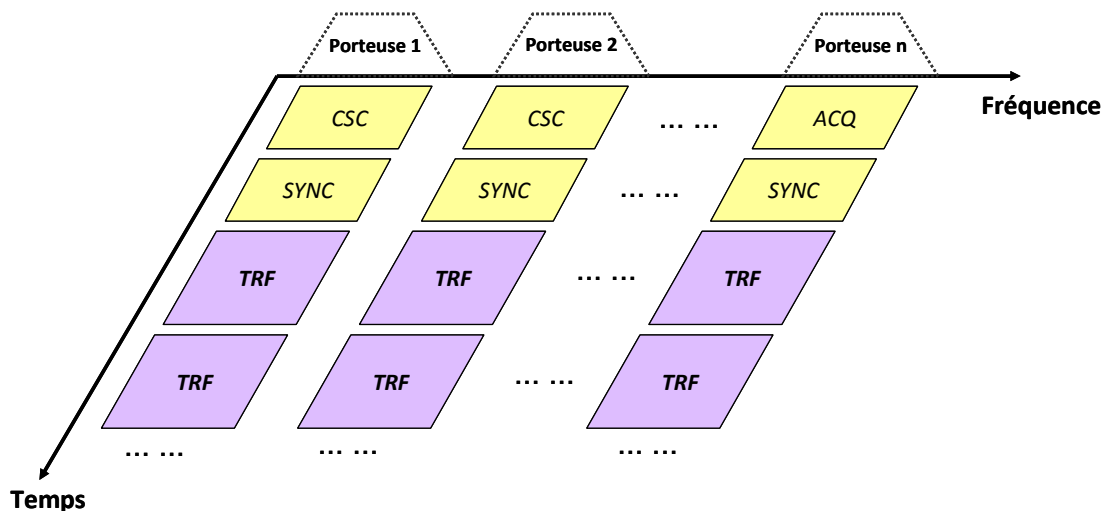 Porteuse 1 Porteuse 2 Porteuse n
Fréquence
CSC CSC ... ... ACQ
SYNC SYNC ... ... SYNC
TRF TRF ... ... TRF
TRF TRF ... ... TRF
... ... ... ... ... ...
Temps